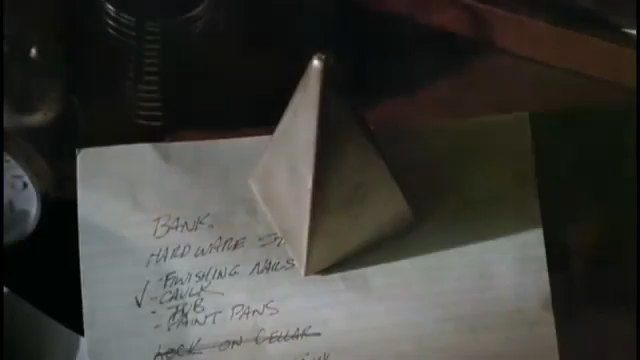 BANK.
HARDWARE
✓ - FINISHING NAILS
- CAULK
- TUB
- PAINT PANS
LOCK ON CELLAR